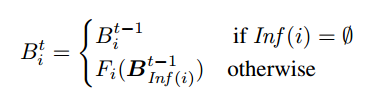 B_i^t = { B_i^{t-1} if Inf(i) = ∅
F_i(B_{Inf(i)}^{t-1}) otherwise